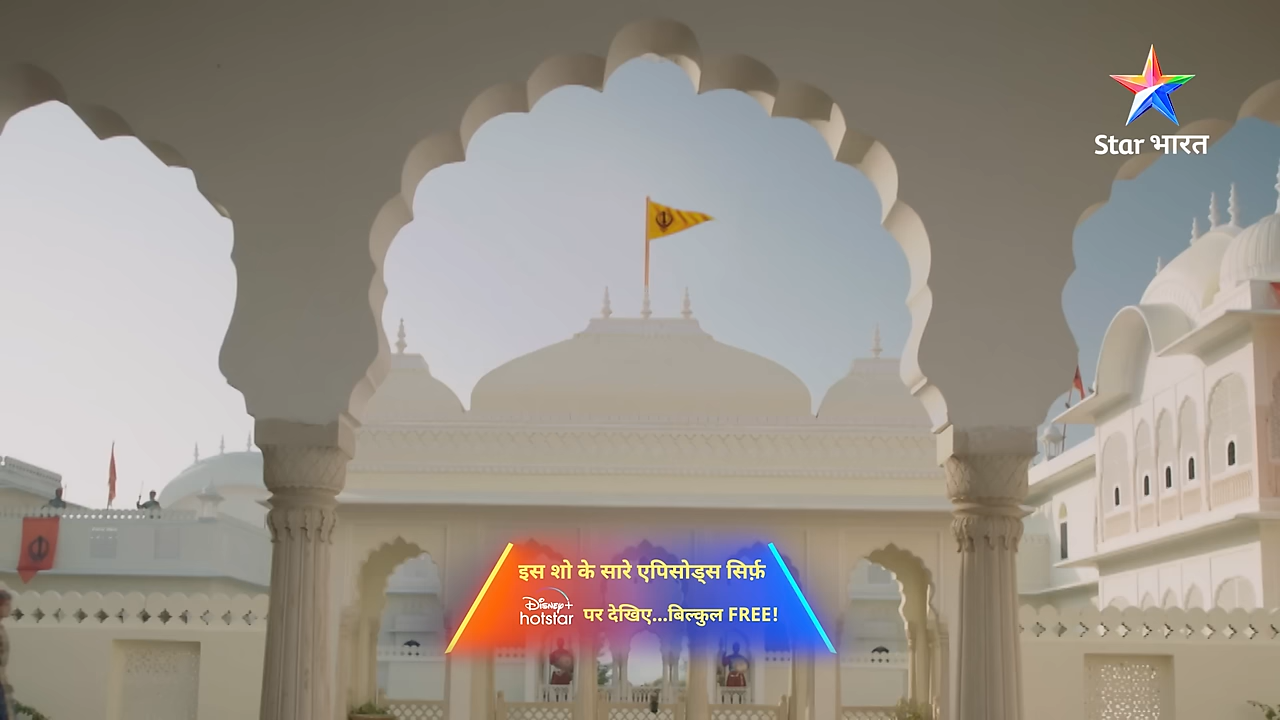 Star भारत
इस शो के सारे एपिसोड्स सिर्फ़
Disney+ hotstar पर देखिए...बिल्कुल FREE!